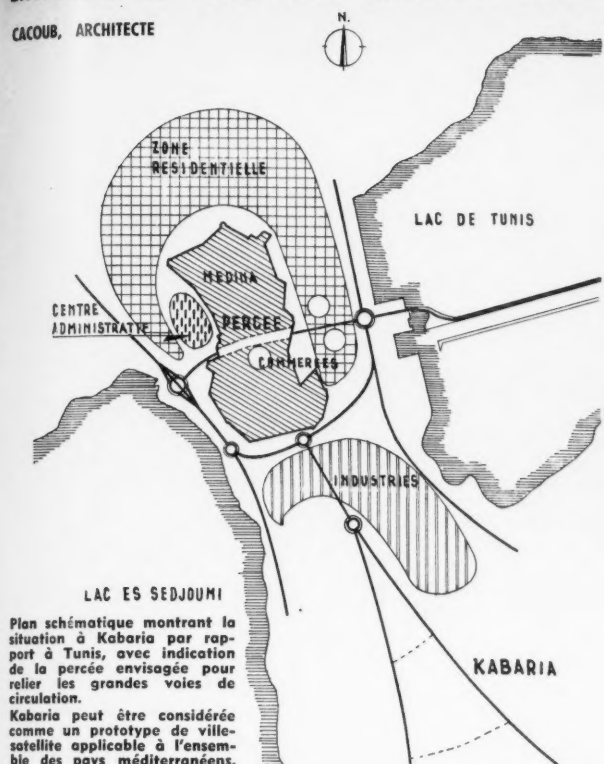 CACOUB, ARCHITECTE
N.
ZONE
RESIDENTIELLE
LAC DE TUNIS
MEDINA
CENTRE
ADMINISTRATIF
PERCEE
COMMERCES
INDUSTRIES
LAC ES SEDJOUMI
KABARIA
Plan schématique montrant la
situation à Kabaria par rap-
port à Tunis, avec indication
de la percée envisagée pour
relier les grandes voies de
circulation.
Kabaria peut être considérée
comme un prototype de ville-
satellite applicable à l'ensem-
ble des pays méditerranéens.